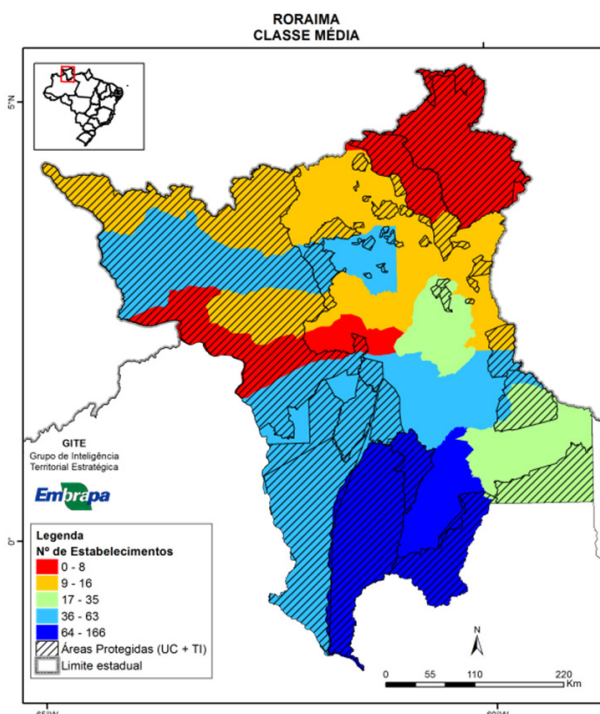 RORAIMA
CLASSE MÉDIA
5°N
GITE
Grupo de Inteligência
Territorial Estratégica
Embrapa
0°
Legenda
Nº de Estabelecimentos
0 - 8
9 - 16
17 - 35
36 - 63
64 - 166
Áreas Protegidas (UC + TI)
Limite estadual
N
0 55 110 220
Km